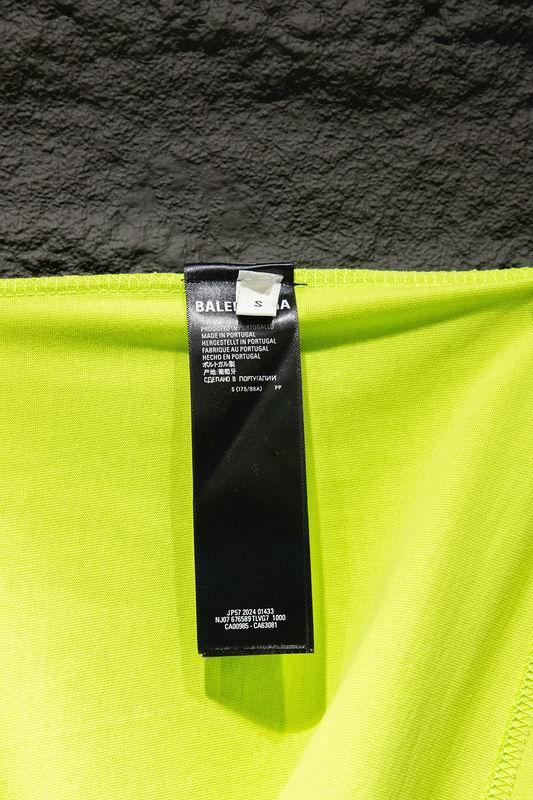 S
BALE GA
PRODOTTO IN PORTOGALLO
MADE IN PORTUGAL
HERGESTELLT IN PORTUGAL
FABRIQUE AU PORTUGAL
HECHO EN PORTUGAL
ポルトガル製
产地:葡萄牙
СДЕЛАНО В ПОРТУГАЛИИ
S (175/88A) PP
JP57 2024 01433
NJ07 676589 TLVG7 1000
CA00985 - CA63081